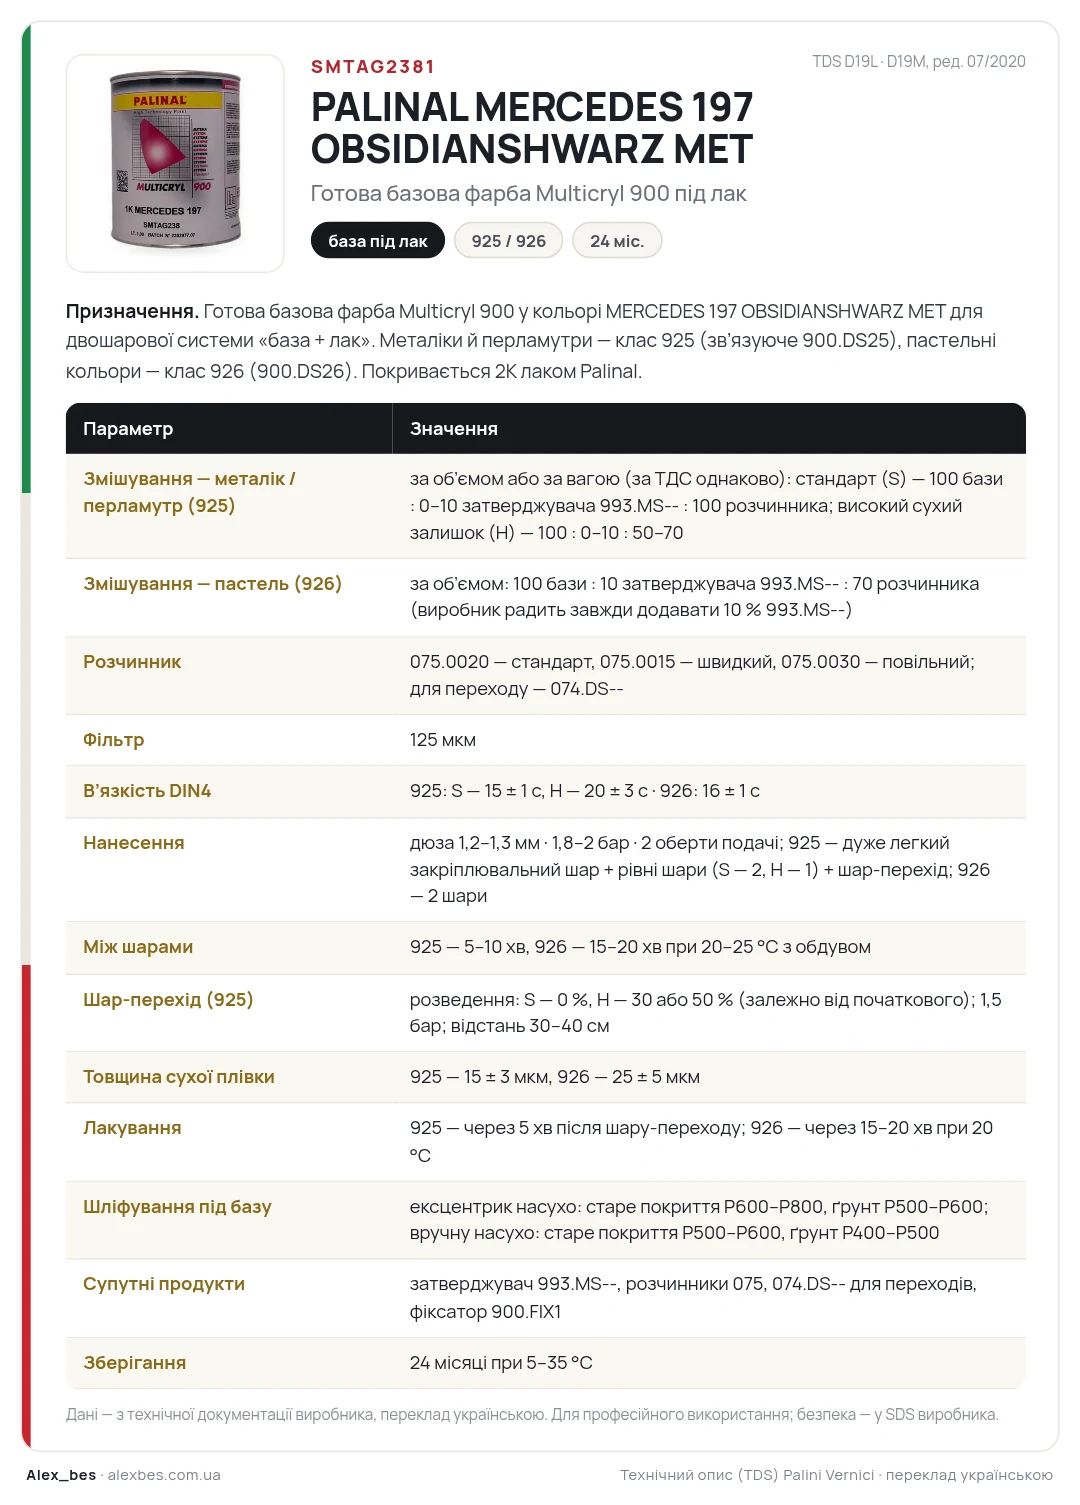 SMTAG2381
TDS D19L · D19M, ред. 07/2020
PALINAL MERCEDES 197
OBSIDIANSHWARZ MET
Готова базова фарба Multicryl 900 під лак
база під лак
925 / 926
24 міс.
PALINAL
High Technology Paint
MULTICRYL 900
1K MERCEDES 197
SMTAG238
Призначення. Готова базова фарба Multicryl 900 у кольорі MERCEDES 197 OBSIDIANSHWARZ MET для
двошарової системи «база + лак». Металіки й перламутри — клас 925 (зв’язуюче 900.DS25), пастельні
кольори — клас 926 (900.DS26). Покривається 2К лаком Palinal.
Параметр
Значення
Змішування — металік /
перламутр (925)
за об’ємом або за вагою (за ТДС однаково): стандарт (S) — 100 бази
: 0–10 затверджувача 993.MS-- : 100 розчинника; високий сухий
залишок (H) — 100 : 0–10 : 50–70
Змішування — пастель (926)
за об’ємом: 100 бази : 10 затверджувача 993.MS-- : 70 розчинника
(виробник радить завжди додавати 10 % 993.MS--)
Розчинник
075.0020 — стандарт, 075.0015 — швидкий, 075.0030 — повільний;
для переходу — 074.DS--
Фільтр
125 мкм
В’язкість DIN4
925: S — 15 ± 1 с, H — 20 ± 3 с · 926: 16 ± 1 с
Нанесення
дюза 1,2–1,3 мм · 1,8–2 бар · 2 оберти подачі; 925 — дуже легкий
закріплювальний шар + рівні шари (S — 2, H — 1) + шар-перехід; 926
— 2 шари
Між шарами
925 — 5–10 хв, 926 — 15–20 хв при 20–25 °C з обдувом
Шар-перехід (925)
розведення: S — 0 %, H — 30 або 50 % (залежно від початкового); 1,5
бар; відстань 30–40 см
Товщина сухої плівки
925 — 15 ± 3 мкм, 926 — 25 ± 5 мкм
Лакування
925 — через 5 хв після шару-переходу; 926 — через 15–20 хв при 20
°C
Шліфування під базу
ексцентрик насухо: старе покриття P600–P800, ґрунт P500–P600;
вручну насухо: старе покриття P500–P600, ґрунт P400–P500
Супутні продукти
затверджувач 993.MS--, розчинники 075, 074.DS-- для переходів,
фіксатор 900.FIX1
Зберігання
24 місяці при 5–35 °C
Дані — з технічної документації виробника, переклад українською. Для професійного використання; безпека — у SDS виробника.
Alex_bes · alexbes.com.ua
Технічний опис (TDS) Palini Vernici · переклад українською